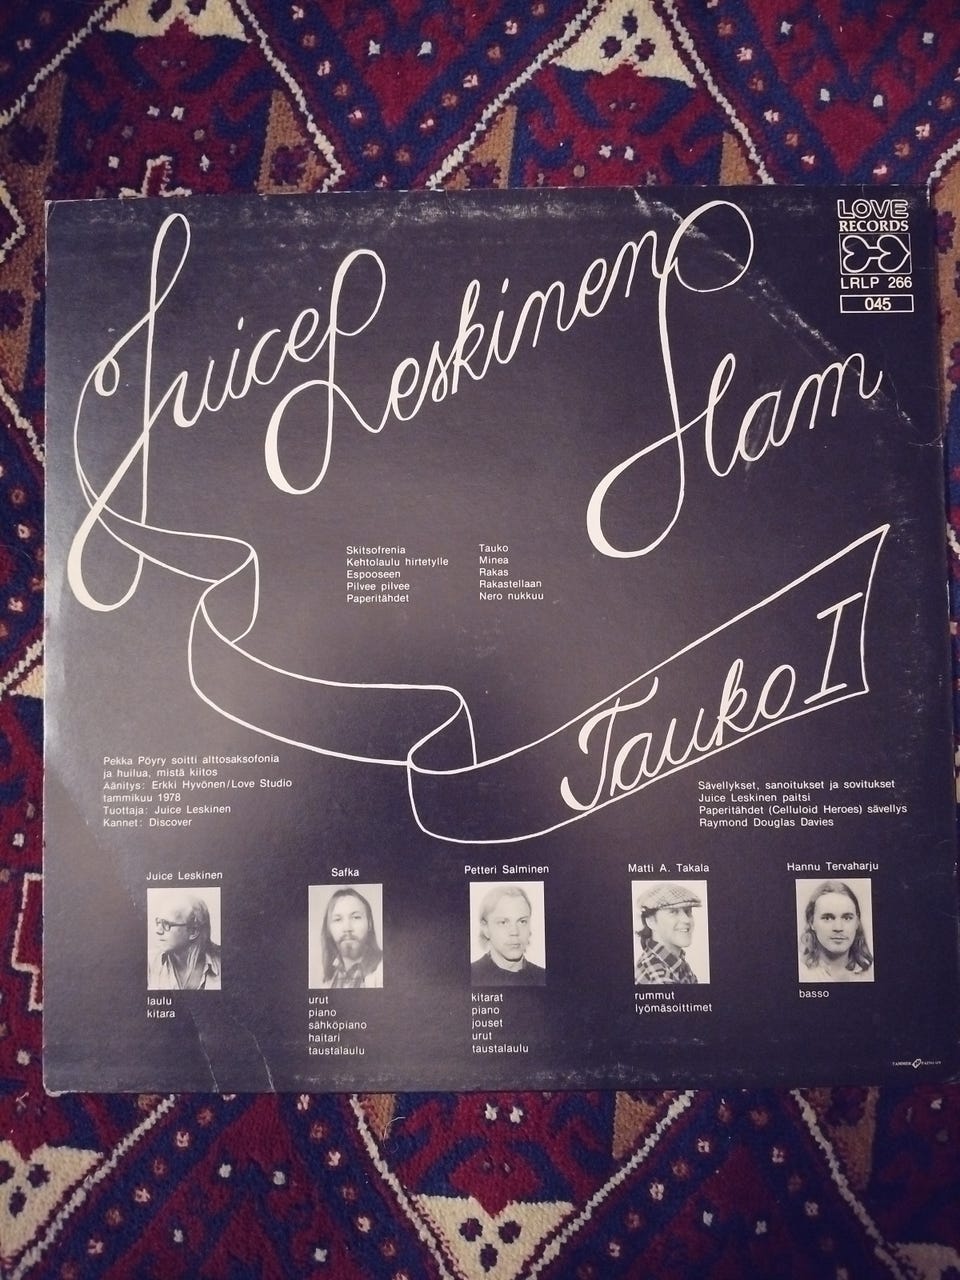 LOVE
RECORDS
LRLP 266
045
Juice Leskinen Slam
Skitsofrenia
Kehtolaulu hirtetylle
Espooseen
Pilvee pilvee
Paperitähdet
Tauko
Minea
Rakas
Rakastellaan
Nero nukkuu
Tauko I
Pekka Pöyry soitti alttosaksofonia
ja huilua, mistä kiitos
Äänitys: Erkki Hyvönen/Love Studio
tammikuu 1978
Tuottaja: Juice Leskinen
Kannet: Discover
Sävellykset, sanoitukset ja sovitukset
Juice Leskinen paitsi
Paperitähdet (Celluloid Heroes) sävellys
Raymond Douglas Davies
Juice Leskinen
laulu
kitara
Safka
urut
piano
sähköpiano
haitari
taustalaulu
Petteri Salminen
kitarat
piano
jouset
urut
taustalaulu
Matti A. Takala
rummut
lyömäsoittimet
Hannu Tervaharju
basso